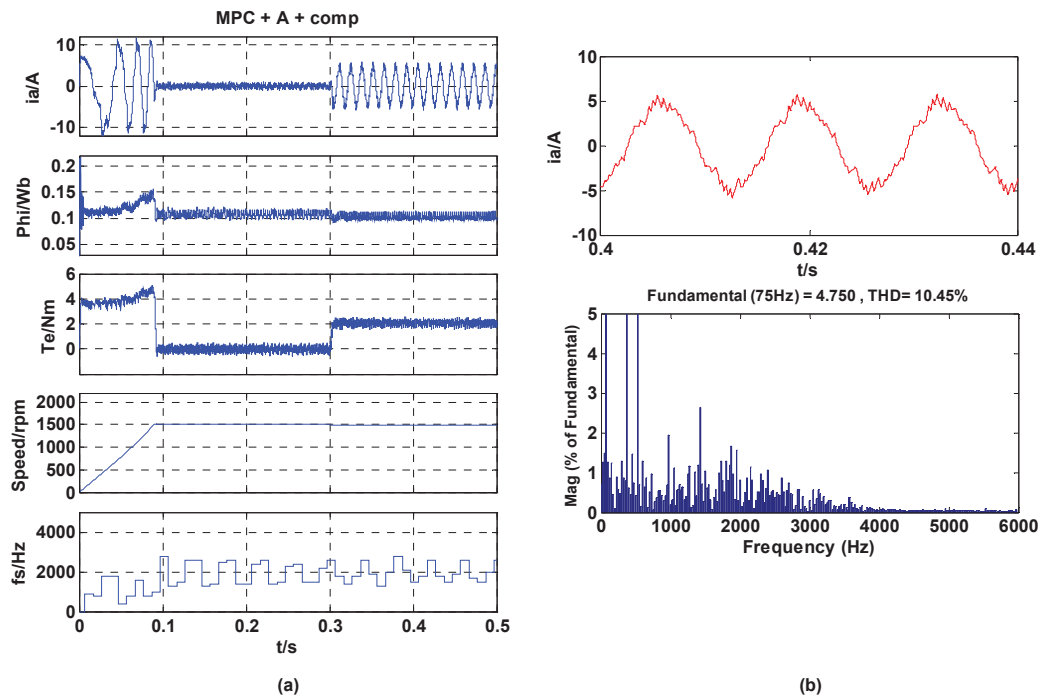 MPC + A + comp
10
0
-10
ia/A
0.2
0.15
0.1
0.05
Phi/Wb
6
4
2
0
Te/Nm
2000
1500
1000
500
0
Speed/rpm
4000
2000
0
fs/Hz
0 0.1 0.2 0.3 0.4 0.5
t/s
(a)
10
5
0
-5
-10
ia/A
0.4 0.42 0.44
t/s
Fundamental (75Hz) = 4.750 , THD= 10.45%
5
4
3
2
1
0
Mag (% of Fundamental)
0 1000 2000 3000 4000 5000 6000
Frequency (Hz)
(b)